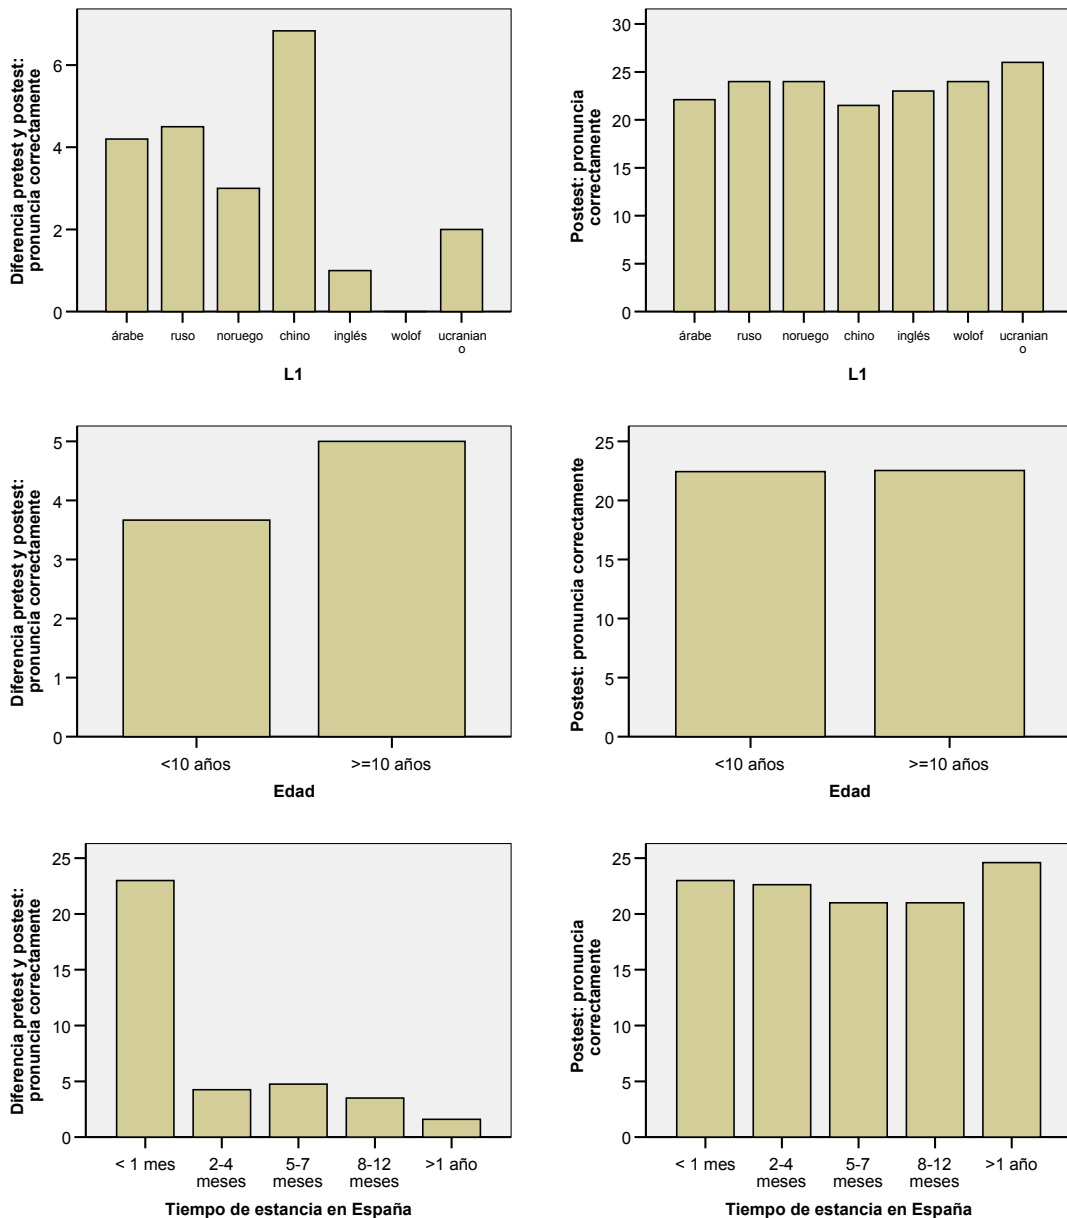 Diferencia pretest y postest:
pronuncia correctamente
6
4
2
0
árabe ruso noruego chino inglés wolof ucranian
o
L1
Postest: pronuncia
correctamente
30
25
20
15
10
5
0
árabe ruso noruego chino inglés wolof ucranian
o
L1
Diferencia pretest y postest:
pronuncia correctamente
5
4
3
2
1
0
<10 años >=10 años
Edad
Postest: pronuncia correctamente
25
20
15
10
5
0
<10 años >=10 años
Edad
Diferencia pretest y postest:
pronuncia correctamente
25
20
15
10
5
0
< 1 mes 2-4 5-7 8-12 >1 año
meses meses meses
Tiempo de estancia en España
Postest: pronuncia
correctamente
25
20
15
10
5
0
< 1 mes 2-4 5-7 8-12 >1 año
meses meses meses
Tiempo de estancia en España